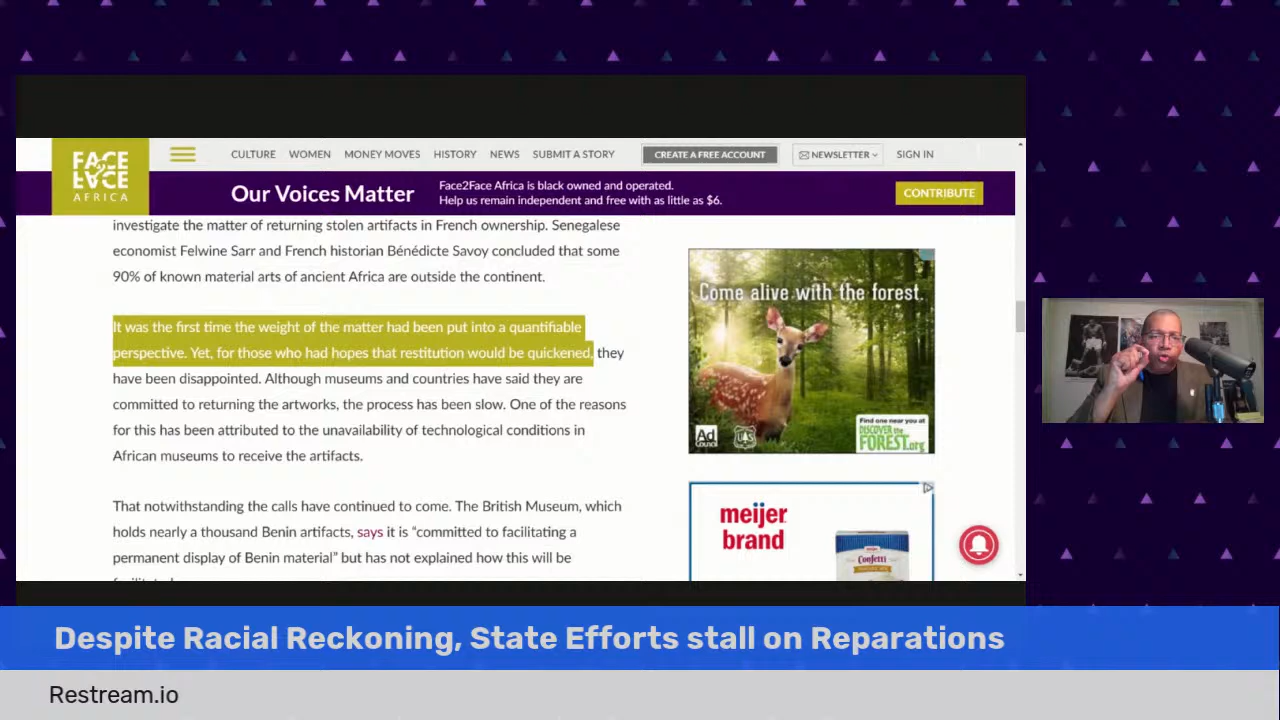 FACE
2
FACE
AFRICA
CULTURE WOMEN MONEY MOVES HISTORY NEWS SUBMIT A STORY CREATE A FREE ACCOUNT NEWSLETTER SIGN IN
Our Voices Matter
Face2Face Africa is black owned and operated.
Help us remain independent and free with as little as $6.
CONTRIBUTE
investigate the matter of returning stolen artifacts in French ownership. Senegalese
economist Felwine Sarr and French historian Bénédicte Savoy concluded that some
90% of known material arts of ancient Africa are outside the continent.
It was the first time the weight of the matter had been put into a quantifiable
perspective. Yet, for those who had hopes that restitution would be quickened, they
have been disappointed. Although museums and countries have said they are
committed to returning the artworks, the process has been slow. One of the reasons
for this has been attributed to the unavailability of technological conditions in
African museums to receive the artifacts.
That notwithstanding the calls have continued to come. The British Museum, which
holds nearly a thousand Benin artifacts, says it is “committed to facilitating a
permanent display of Benin material” but has not explained how this will be
Come alive with the forest.
Ad
Council
UAS
Find one near you at
DISCOVER the
FOREST.org
meijer
brand
Confetti
Despite Racial Reckoning, State Efforts stall on Reparations
Restream.io